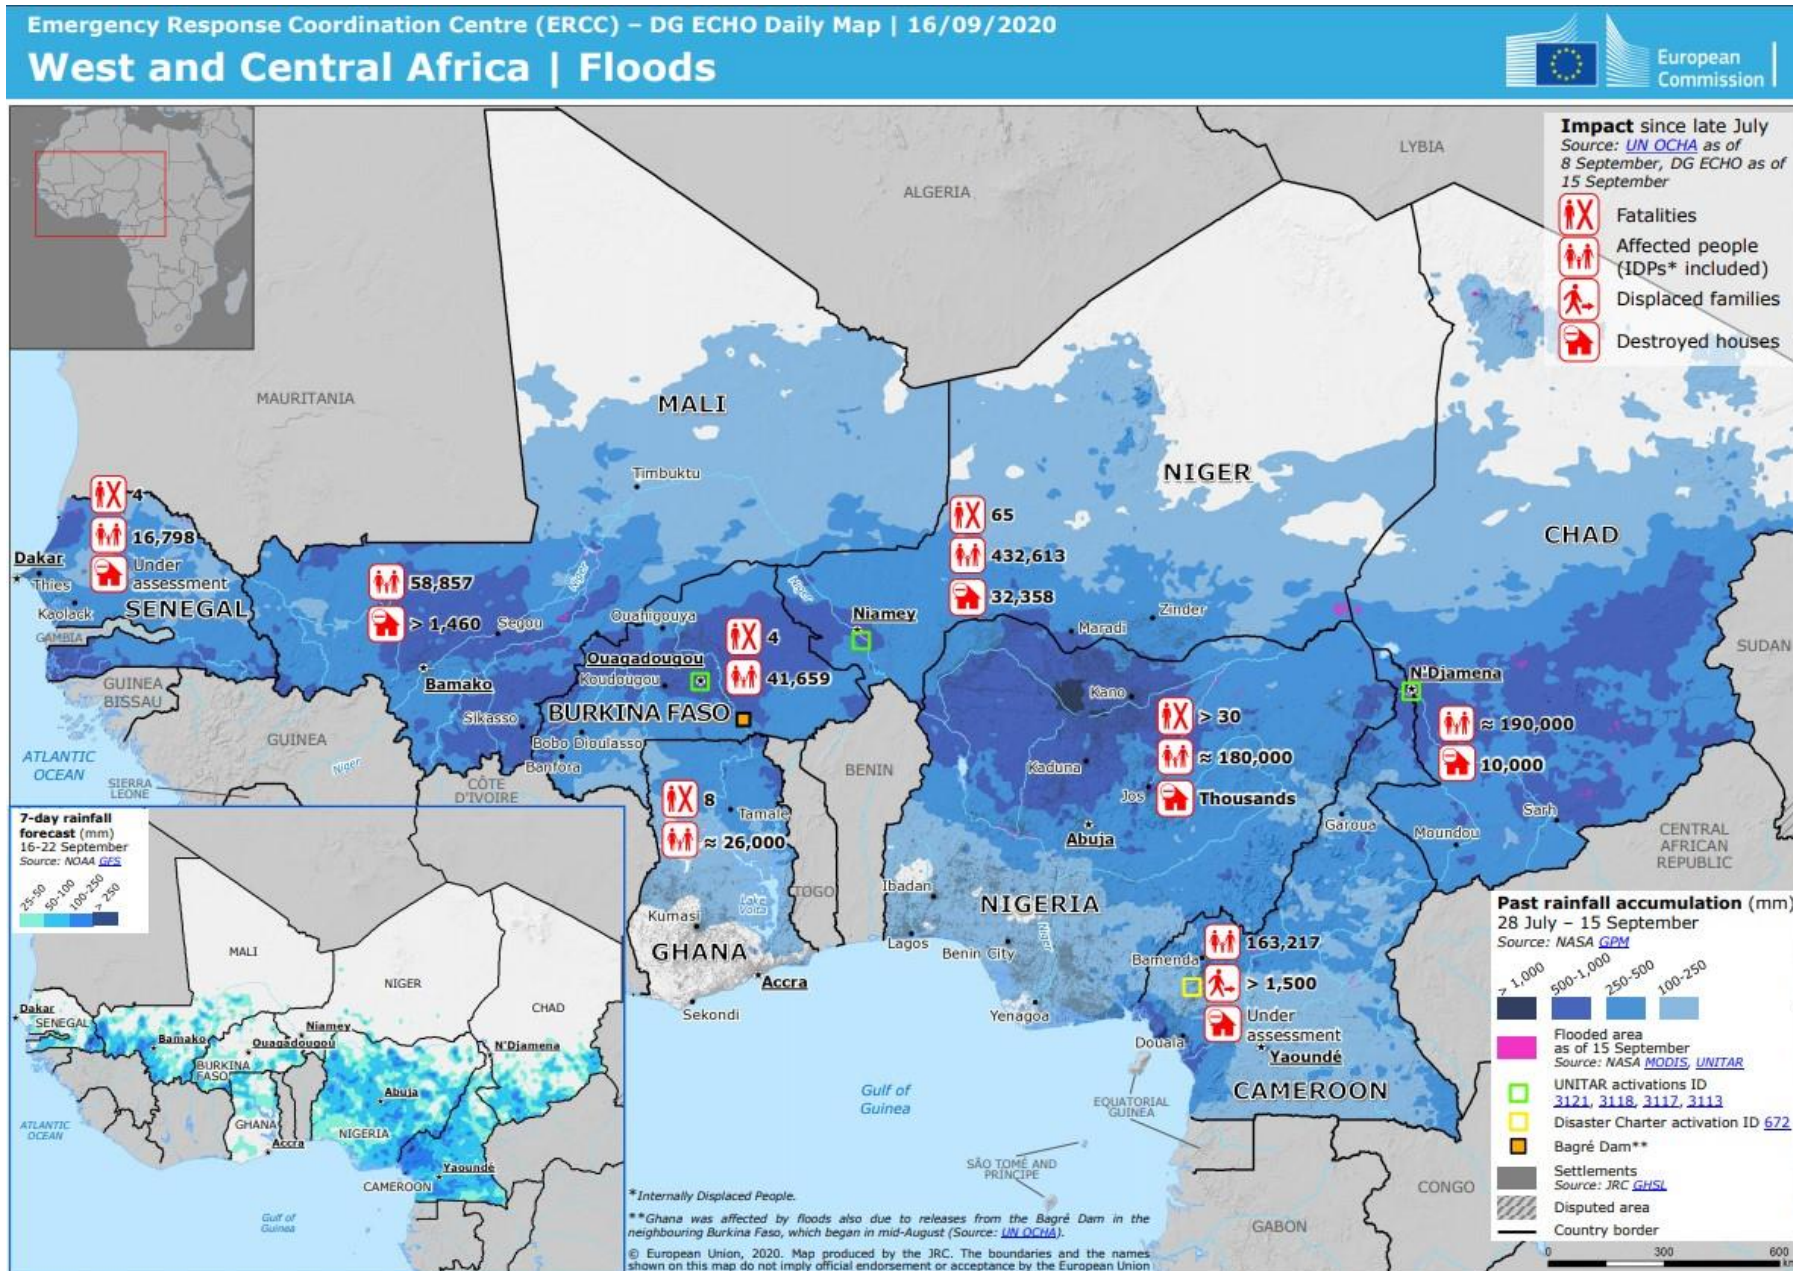 Emergency Response Coordination Centre (ERCC) – DG ECHO Daily Map | 16/09/2020
West and Central Africa | Floods
European
Commission
Impact since late July
Source: UN OCHA as of
8 September, DG ECHO as of
15 September
Fatalities
Affected people
(IDPs* included)
Displaced families
Destroyed houses
LYBIA
ALGERIA
MAURITANIA
MALI
Timbuktu
NIGER
CHAD
SUDAN
4
16,798
Under
assessment
Dakar
Thies
Kaolack
SENEGAL
GAMBIA
GUINEA
BISSAU
GUINEA
Niger
SIERRA
LEONE
ATLANTIC
OCEAN
58,857
> 1,460
Niger
Segou
Bamako
Sikasso
CÔTE
D'IVOIRE
Ouahigouya
Ouagadougou
Koudougou
BURKINA FASO
Bobo Dioulasso
Banfora
4
41,659
Niger
Niamey
65
432,613
32,358
Zinder
Maradi
Kano
Kaduna
Jos
Abuja
> 30
≈ 180,000
Thousands
N'Djamena
≈ 190,000
10,000
Sarh
Moundou
Garoua
CENTRAL
AFRICAN
REPUBLIC
8
≈ 26,000
Tamale
Lake
Volta
Kumasi
GHANA
Accra
Sekondi
TOGO
BENIN
Ibadan
Lagos
NIGERIA
Benin City
Niger
Yenagoa
Bamenda
163,217
> 1,500
Under
assessment
Douala
Yaoundé
CAMEROON
Gulf of
Guinea
EQUATORIAL
GUINEA
SÃO TOMÉ AND
PRÍNCIPE
GABON
CONGO
7-day rainfall
forecast (mm)
16-22 September
Source: NOAA GFS
25-50
50-100
100-250
> 250
MALI
NIGER
CHAD
Dakar
SENEGAL
Bamako
Niamey
Ouagadougou
BURKINA
FASO
N'Djamena
Abuja
GHANA
Accra
NIGERIA
Yaoundé
CAMEROON
ATLANTIC
OCEAN
Gulf of
Guinea
*Internally Displaced People.
**Ghana was affected by floods also due to releases from the Bagré Dam in the
neighbouring Burkina Faso, which began in mid-August (Source: UN OCHA).
© European Union, 2020. Map produced by the JRC. The boundaries and the names
shown on this map do not imply official endorsement or acceptance by the European Union
Past rainfall accumulation (mm)
28 July – 15 September
Source: NASA GPM
> 1,000
500-1,000
250-500
100-250
Flooded area
as of 15 September
Source: NASA MODIS, UNITAR
UNITAR activations ID
3121, 3118, 3117, 3113
Disaster Charter activation ID 672
Bagré Dam**
Settlements
Source: JRC GHSL
Disputed area
Country border
0 300 600
km